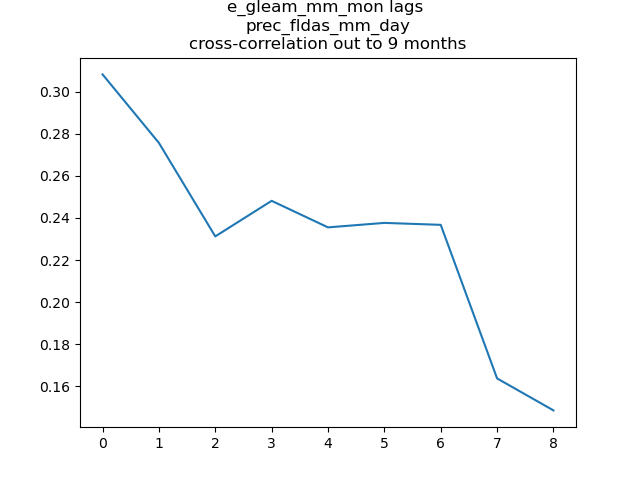 e_gleam_mm_mon lags
prec_fldas_mm_day
cross-correlation out to 9 months
0.30
0.28
0.26
0.24
0.22
0.20
0.18
0.16
0 1 2 3 4 5 6 7 8